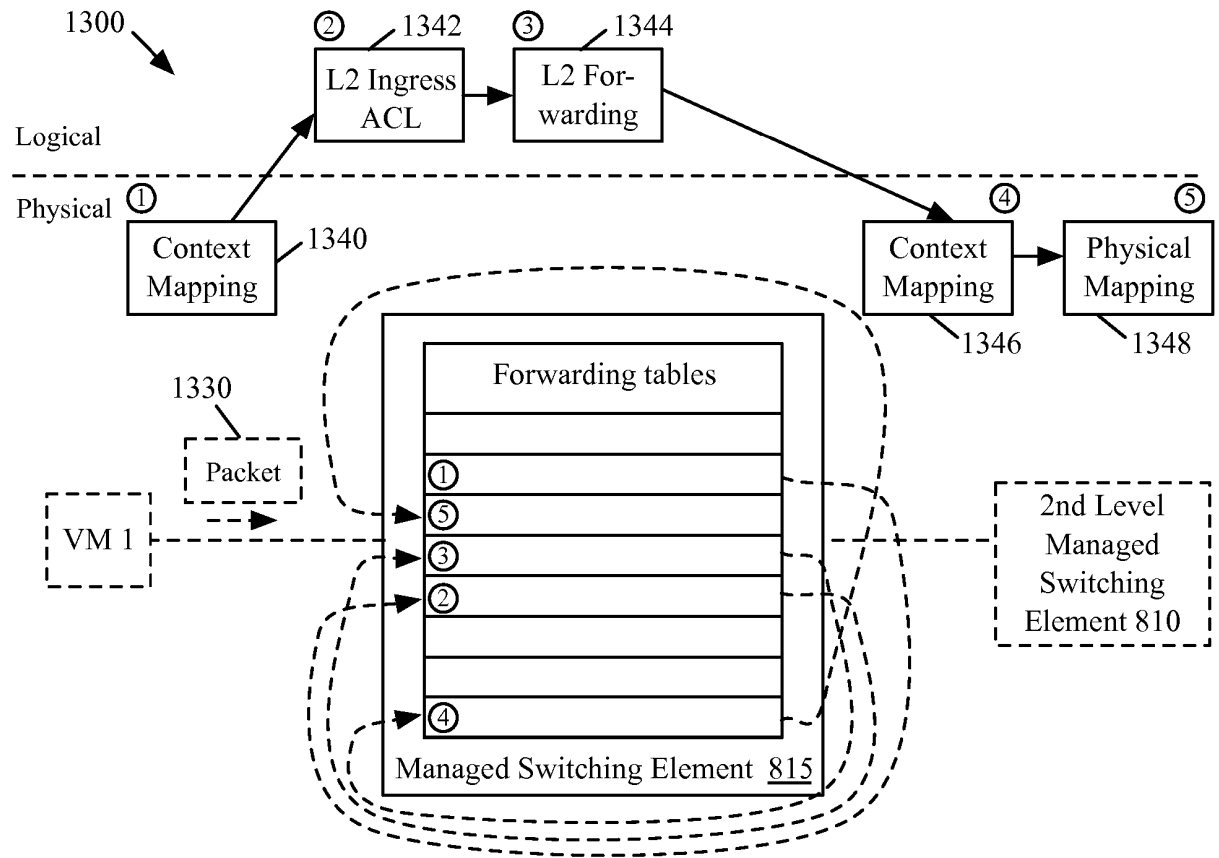 1300
② 1342
③ 1344
L2 Ingress
ACL
L2 For-
warding
Logical
Physical
①
④
⑤
Context
Mapping
1340
Context
Mapping
Physical
Mapping
1346
1348
Forwarding tables
1330
Packet
VM 1
①
⑤
③
②
④
2nd Level
Managed
Switching
Element 810
Managed Switching Element 815